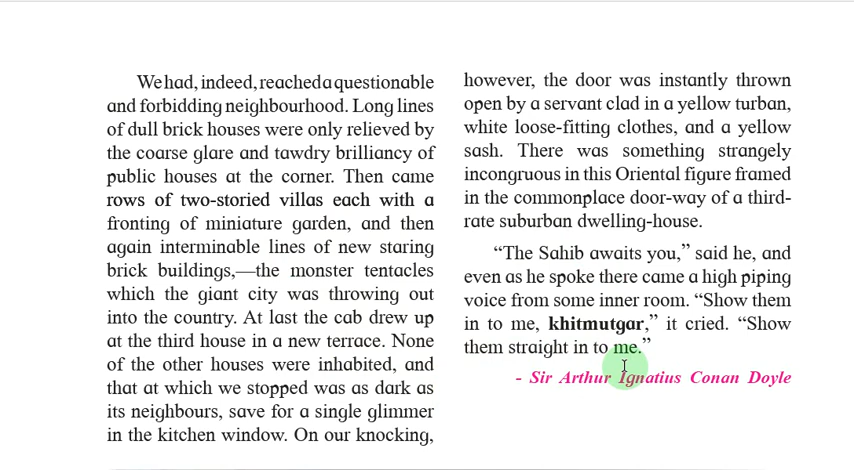 We had, indeed, reached a questionable
and forbidding neighbourhood. Long lines
of dull brick houses were only relieved by
the coarse glare and tawdry brilliancy of
public houses at the corner. Then came
rows of two-storied villas each with a
fronting of miniature garden, and then
again interminable lines of new staring
brick buildings,—the monster tentacles
which the giant city was throwing out
into the country. At last the cab drew up
at the third house in a new terrace. None
of the other houses were inhabited, and
that at which we stopped was as dark as
its neighbours, save for a single glimmer
in the kitchen window. On our knocking,
however, the door was instantly thrown
open by a servant clad in a yellow turban,
white loose-fitting clothes, and a yellow
sash. There was something strangely
incongruous in this Oriental figure framed
in the commonplace door-way of a third-
rate suburban dwelling-house.
“The Sahib awaits you,” said he, and
even as he spoke there came a high piping
voice from some inner room. “Show them
in to me, khitmutgar,” it cried. “Show
them straight in to me.”
- Sir Arthur Ignatius Conan Doyle